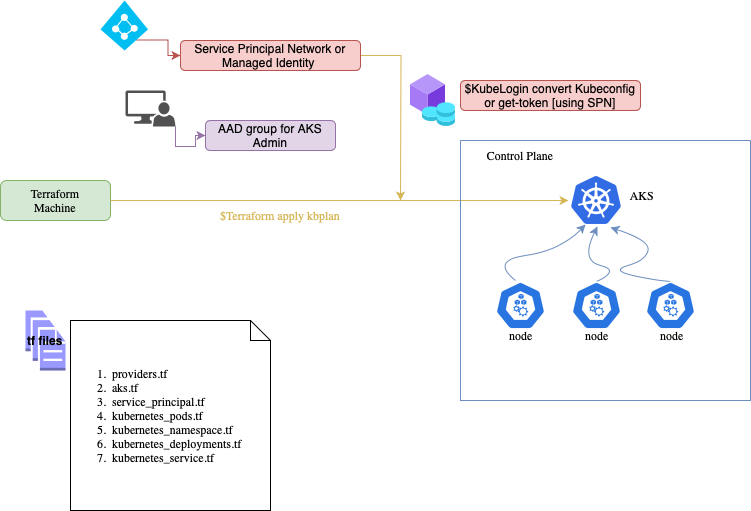 Service Principal Network or
Managed Identity
$KubeLogin convert Kubeconfig
or get-token [using SPN]
AAD group for AKS
Admin
Control Plane
Terraform
Machine
AKS
$Terraform apply kbplan
node
node
node
tf files
1. providers.tf
2. aks.tf
3. service_principal.tf
4. kubernetes_pods.tf
5. kubernetes_namespace.tf
6. kubernetes_deployments.tf
7. kubernetes_service.tf